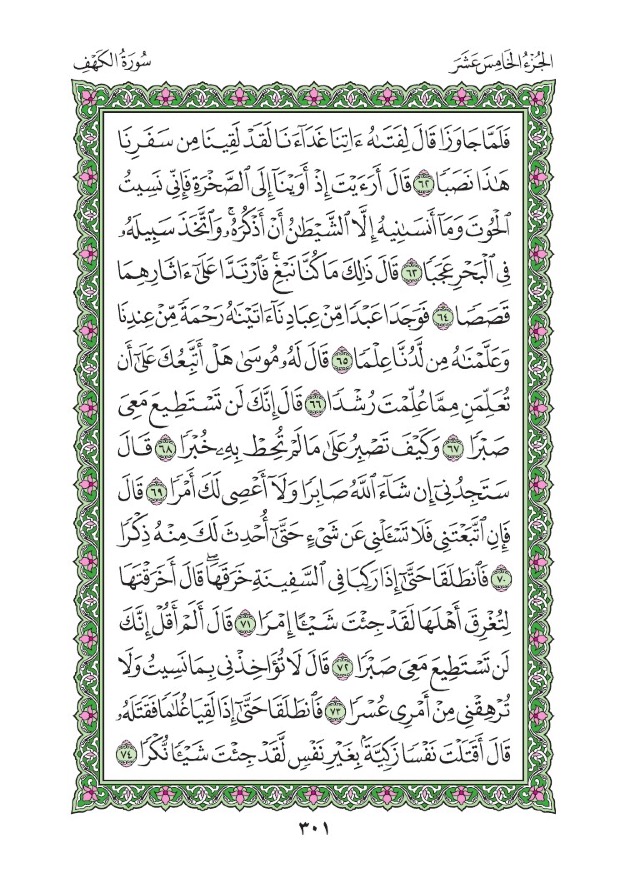 الجُزْءُ الخَامِسَ عَشَرَ
سُورَةُ الكَهْفِ
فَلَمَّا جَاوَزَا قَالَ لِفَتَىٰهُ ءَاتِنَا غَدَآءَنَا لَقَدْ لَقِينَا مِن سَفَرِنَا
هَٰذَا نَصَبٗا ٦٢ قَالَ أَرَءَيْتَ إِذْ أَوَيْنَآ إِلَى ٱلصَّخْرَةِ فَإِنِّي نَسِيتُ
ٱلْحُوتَ وَمَآ أَنسَىٰنِيهُ إِلَّا ٱلشَّيْطَٰنُ أَنْ أَذْكُرَهُۥۚ وَٱتَّخَذَ سَبِيلَهُۥ
فِي ٱلْبَحْرِ عَجَبٗا ٦٣ قَالَ ذَٰلِكَ مَا كُنَّا نَبْغِۚ فَٱرْتَدَّا عَلَىٰٓ ءَاثَارِهِمَا
قَصَصٗا ٦٤ فَوَجَدَا عَبْدٗا مِّنْ عِبَادِنَآ ءَاتَيْنَٰهُ رَحْمَةٗ مِّنْ عِندِنَا
وَعَلَّمْنَٰهُ مِن لَّدُنَّا عِلْمٗا ٦٥ قَالَ لَهُۥ مُوسَىٰ هَلْ أَتَّبِعُكَ عَلَىٰٓ أَن
تُعَلِّمَنِ مِمَّا عُلِّمْتَ رُشْدٗا ٦٦ قَالَ إِنَّكَ لَن تَسْتَطِيعَ مَعِيَ
صَبْرٗا ٦٧ وَكَيْفَ تَصْبِرُ عَلَىٰ مَا لَمْ تُحِطْ بِهِۦ خُبْرٗا ٦٨ قَالَ
سَتَجِدُنِيٓ إِن شَآءَ ٱللَّهُ صَابِرٗا وَلَآ أَعْصِي لَكَ أَمْرٗا ٦٩ قَالَ
فَإِنِ ٱتَّبَعْتَنِي فَلَا تَسْـَٔلْنِي عَن شَيْءٍ حَتَّىٰٓ أُحْدِثَ لَكَ مِنْهُ ذِكْرٗا
٧٠ فَٱنطَلَقَا حَتَّىٰٓ إِذَا رَكِبَا فِي ٱلسَّفِينَةِ خَرَقَهَاۖ قَالَ أَخَرَقْتَهَا
لِتُغْرِقَ أَهْلَهَا لَقَدْ جِئْتَ شَيْـًٔا إِمْرٗا ٧١ قَالَ أَلَمْ أَقُلْ إِنَّكَ
لَن تَسْتَطِيعَ مَعِيَ صَبْرٗا ٧٢ قَالَ لَا تُؤَاخِذْنِي بِمَا نَسِيتُ وَلَا
تُرْهِقْنِي مِنْ أَمْرِي عُسْرٗا ٧٣ فَٱنطَلَقَا حَتَّىٰٓ إِذَا لَقِيَا غُلَٰمٗا فَقَتَلَهُۥ
قَالَ أَقَتَلْتَ نَفْسٗا زَكِيَّةَۢ بِغَيْرِ نَفْسٖ لَّقَدْ جِئْتَ شَيْـٔٗا نُّكْرٗا ٧٤
٣٠١